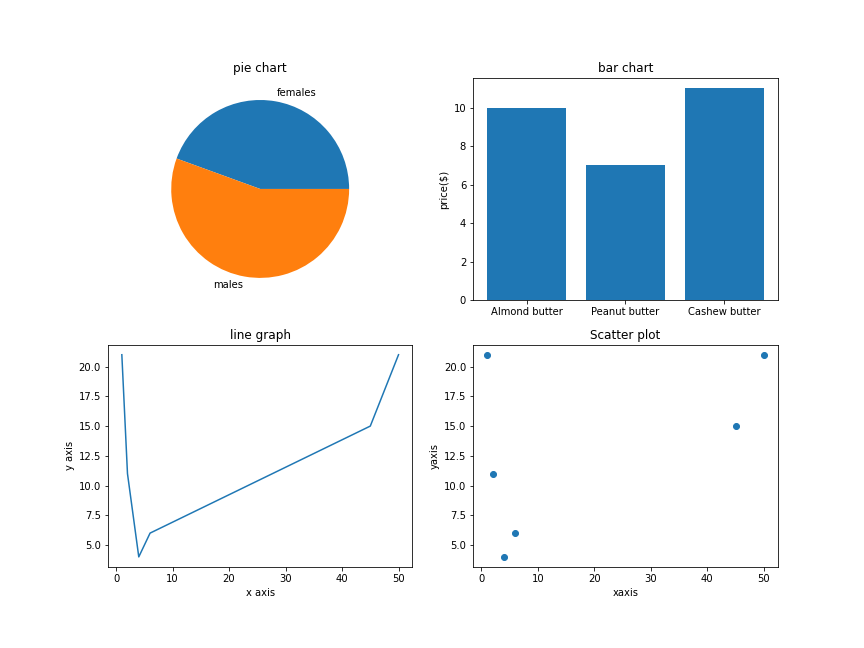 pie chart
females
males
bar chart
price($)
10
8
6
4
2
0
Almond butter Peanut butter Cashew butter
line graph
y axis
20.0
17.5
15.0
12.5
10.0
7.5
5.0
0 10 20 30 40 50
x axis
Scatter plot
yaxis
20.0
17.5
15.0
12.5
10.0
7.5
5.0
0 10 20 30 40 50
xaxis